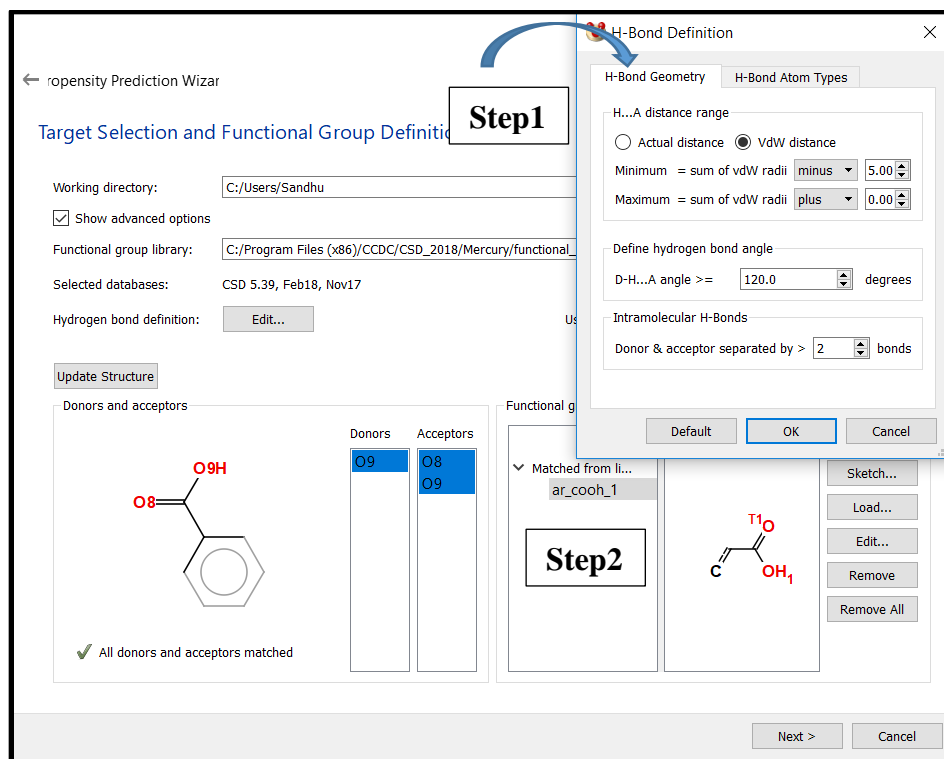 H-Bond Definition
ropensity Prediction Wizar
H-Bond Geometry H-Bond Atom Types
Step1
Target Selection and Functional Group Definitio
H...A distance range
Actual distance VdW distance
Minimum = sum of vdW radii minus 5.00
Maximum = sum of vdW radii plus 0.00
Working directory: C:/Users/Sandhu
Show advanced options
Functional group library: C:/Program Files (x86)/CCDC/CSD_2018/Mercury/functional_
Selected databases: CSD 5.39, Feb18, Nov17
Hydrogen bond definition: Edit... Us
Define hydrogen bond angle
D-H...A angle >= 120.0 degrees
Intramolecular H-Bonds
Donor & acceptor separated by > 2 bonds
Default OK Cancel
Update Structure
Donors and acceptors
Donors Acceptors
O9 O8
O9
O9H
O8
All donors and acceptors matched
Functional g
Matched from li...
ar_cooh_1
Step2
T1 O
C OH1
Sketch...
Load...
Edit...
Remove
Remove All
Next > Cancel